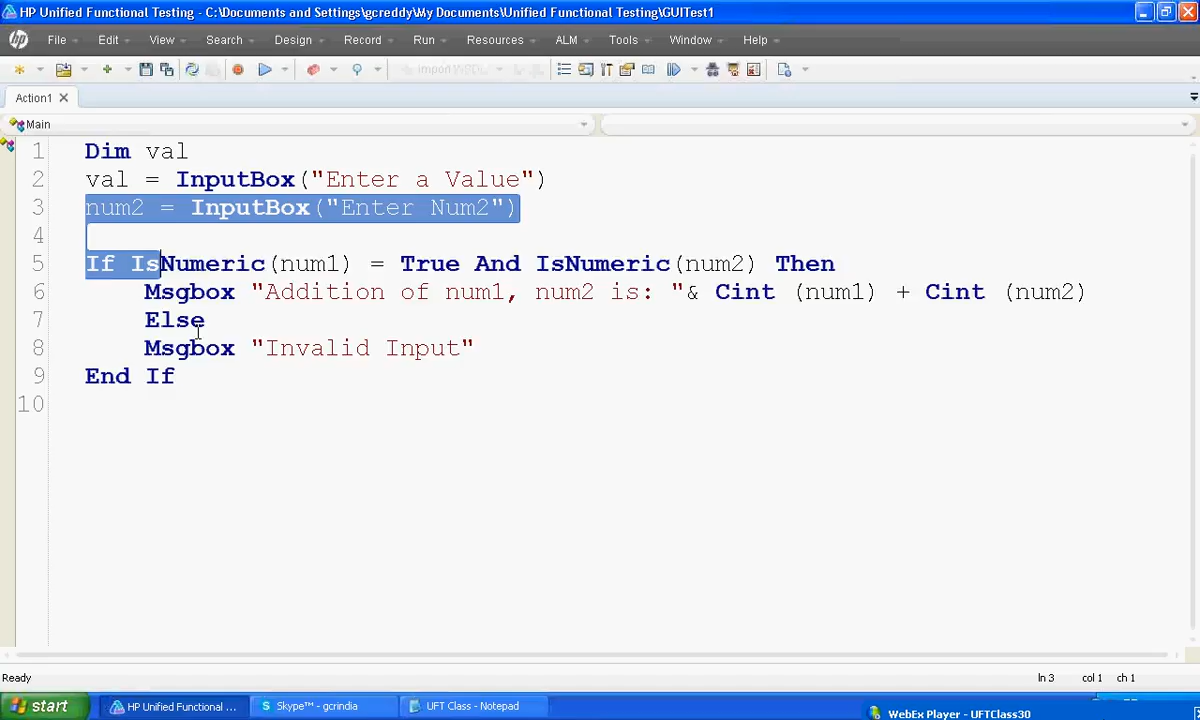 HP Unified Functional Testing - C:\Documents and Settings\gcreddy\My Documents\Unified Functional Testing\GUITest1
File Edit View Search Design Record Run Resources ALM Tools Window Help
Import WSDL
Action1
Main
1 Dim val
2 val = InputBox("Enter a Value")
3 num2 = InputBox("Enter Num2")
4
5 If IsNumeric(num1) = True And IsNumeric(num2) Then
6 Msgbox "Addition of num1, num2 is: "& Cint (num1) + Cint (num2)
7 Else
8 Msgbox "Invalid Input"
9 End If
10
Ready ln 3 col 1 ch 1
start HP Unified Functional ... Skype™ - gcrindia UFT Class - Notepad WebEx Player - UFTClass30